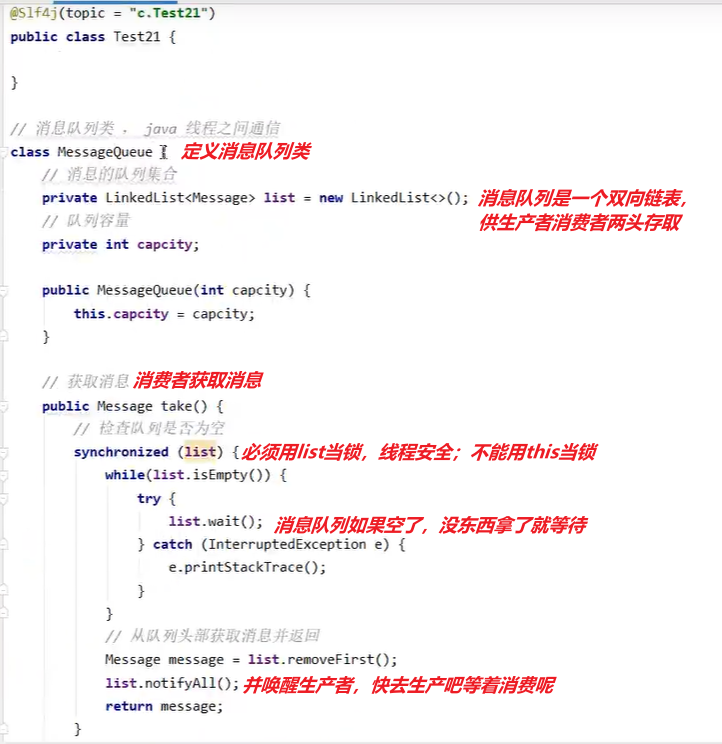 @Slf4j(topic = "c.Test21")
public class Test21 {
}
// 消息队列类 ， java 线程之间通信
class MessageQueue { 定义消息队列类
// 消息的队列集合
private LinkedList<Message> list = new LinkedList<>(); 消息队列是一个双向链表，
供生产者消费者两头存取
// 队列容量
private int capcity;
public MessageQueue(int capcity) {
this.capcity = capcity;
}
// 获取消息 消费者获取消息
public Message take() {
// 检查队列是否为空
synchronized (list) { 必须用list当锁，线程安全；不能用this当锁
while(list.isEmpty()) {
try {
list.wait(); 消息队列如果空了，没东西拿了就等待
} catch (InterruptedException e) {
e.printStackTrace();
}
}
// 从队列头部获取消息并返回
Message message = list.removeFirst();
list.notifyAll(); 并唤醒生产者，快去生产吧等着消费呢
return message;
}